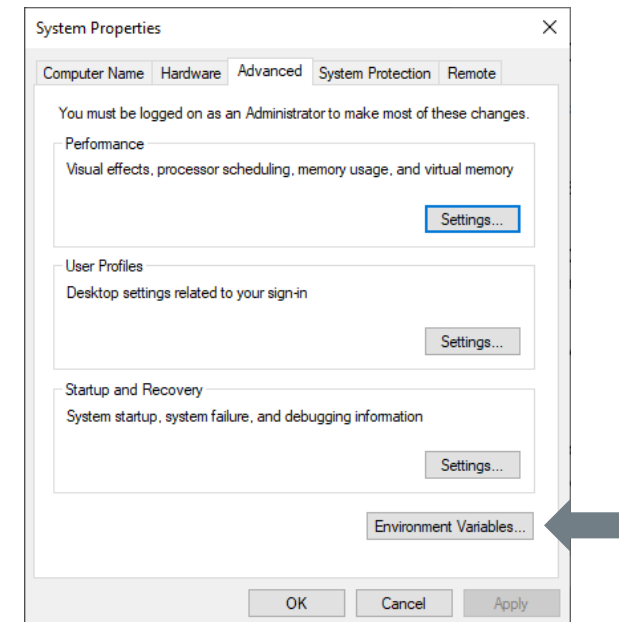 System Properties
Computer Name Hardware Advanced System Protection Remote
You must be logged on as an Administrator to make most of these changes.
Performance
Visual effects, processor scheduling, memory usage, and virtual memory
Settings...
User Profiles
Desktop settings related to your sign-in
Settings...
Startup and Recovery
System startup, system failure, and debugging information
Settings...
Environment Variables...
OK Cancel Apply